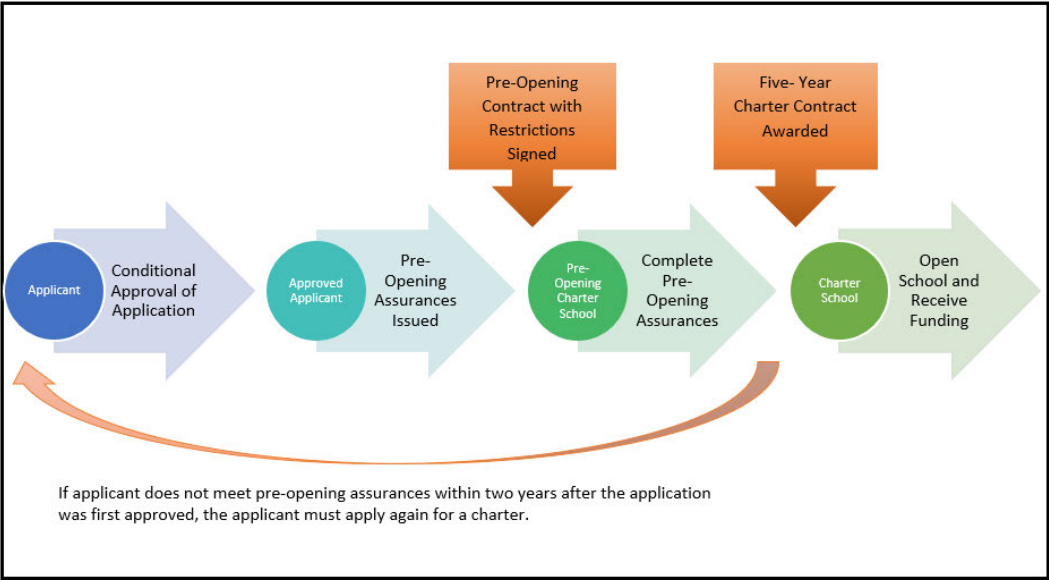 Pre-Opening
Contract with
Restrictions
Signed
Five- Year
Charter Contract
Awarded
Applicant
Conditional
Approval of
Application
Approved
Applicant
Pre-
Opening
Assurances
Issued
Pre-
Opening
Charter
School
Complete
Pre-
Opening
Assurances
Charter
School
Open
School and
Receive
Funding
If applicant does not meet pre-opening assurances within two years after the application
was first approved, the applicant must apply again for a charter.